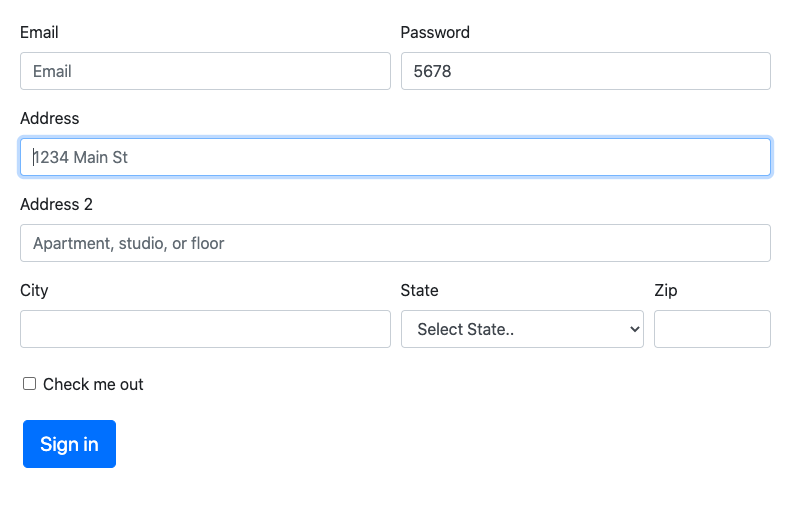 Email Password
Email 5678
Address
1234 Main St
Address 2
Apartment, studio, or floor
City State Zip
Select State..
Check me out
Sign in